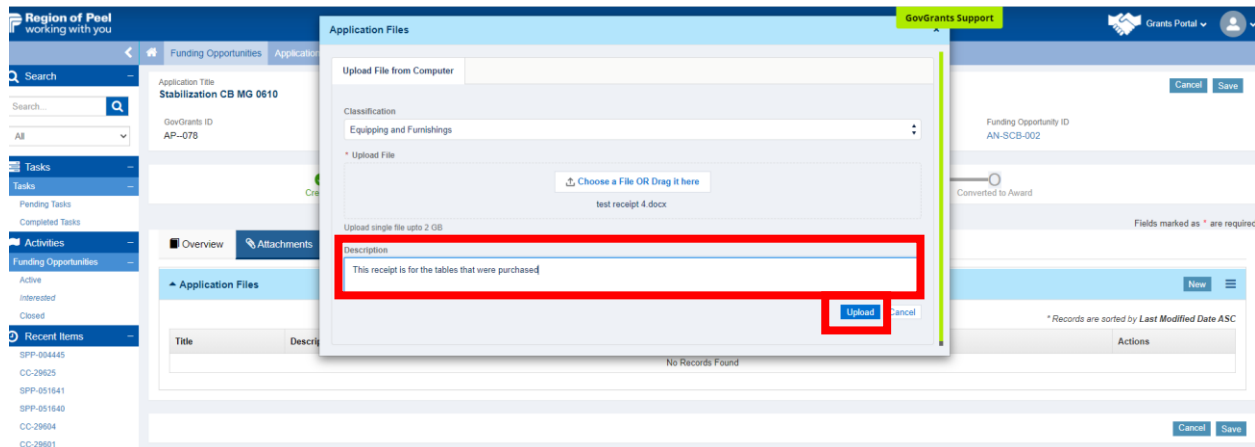 Region of Peel
working with you
GovGrants Support
Grants Portal
Application Files
Funding Opportunities
Search
Search...
All
Tasks
Tasks
Pending Tasks
Completed Tasks
Activities
Funding Opportunities
Active
Interested
Closed
Recent Items
SPP-004445
CC-29625
SPP-051641
SPP-051640
CC-29604
CC-29601
Application Title
Stabilization CB MG 0610
GovGrants ID
AP--078
Cancel Save
Funding Opportunity ID
AN-SCB-002
Converted to Award
Fields marked as * are required
Upload File from Computer
Classification
Equipping and Furnishings
* Upload File
Choose a File OR Drag it here
test receipt 4.docx
Upload single file upto 2 GB
Description
This receipt is for the tables that were purchased
Upload Cancel
Overview Attachments
Application Files
New
* Records are sorted by Last Modified Date ASC
Title
Actions
No Records Found
Cancel Save